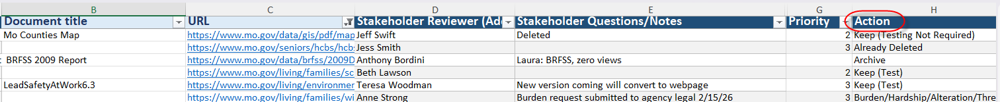 B C D E G H
Document title URL Stakeholder Reviewer (Ad Stakeholder Questions/Notes Priority Action
Mo Counties Map https://www.mo.gov/data/gis/pdf/map Jeff Swift Deleted 2 Keep (Testing Not Required)
https://www.mo.gov/seniors/hcbs/hcb Jess Smith 3 Already Deleted
BRFSS 2009 Report https://www.mo.gov/data/brfss/2009D Anthony Bordini Laura: BRFSS, zero views Archive
https://www.mo.gov/living/families/sc Beth Lawson 2 Keep (Test)
LeadSafetyAtWork6.3 https://www.mo.gov/living/environmer Teresa Woodman New version coming will convert to webpage 3 Keep (Test)
https://www.mo.gov/living/families/wi Anne Strong Burden request submitted to agency legal 2/15/26 3 Burden/Hardship/Alteration/Thre